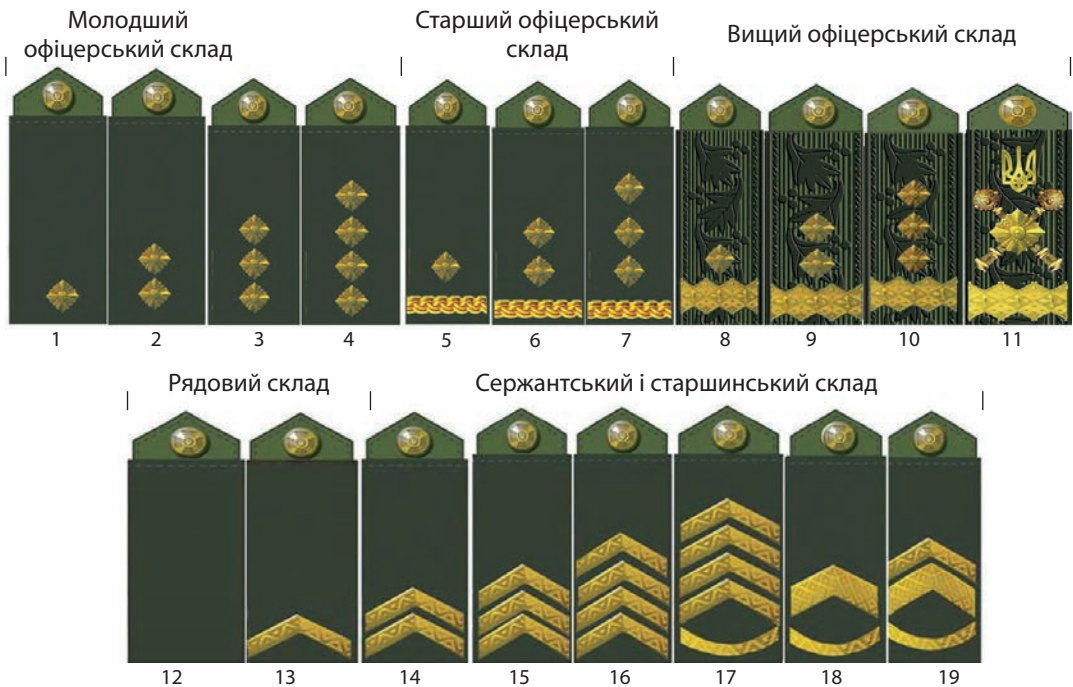 Молодший
офіцерський склад
Старший офіцерський
склад
Вищий офіцерський склад
1 2 3 4 5 6 7 8 9 10 11
Рядовий склад
Сержантський і старшинський склад
12 13 14 15 16 17 18 19